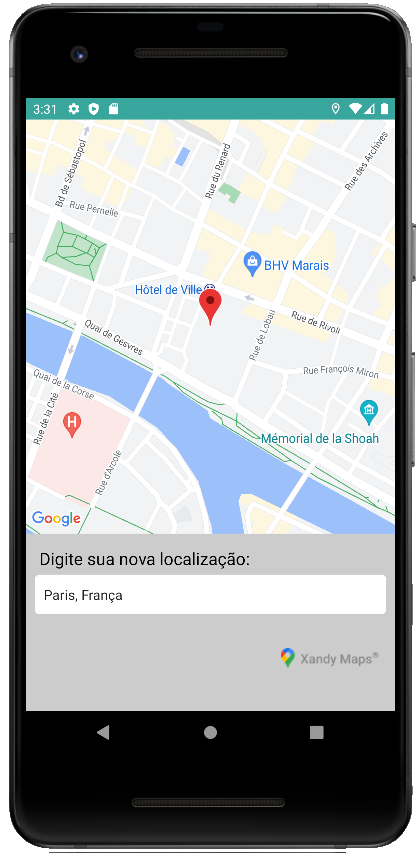 3:31
Bd de Sébastopol
Rue du Renard
Rue des Archives
Rue Pernelle
BHV Marais
Hôtel de Ville
Rue de Rivoli
Quai de Gesvres
Rue de Lobau
Rue François Miron
Quai de la Corse
Rue de la Cité
H
Mémorial de la Shoah
Rue d'Arcole
Google
Digite sua nova localização:
Paris, França
Xandy Maps®